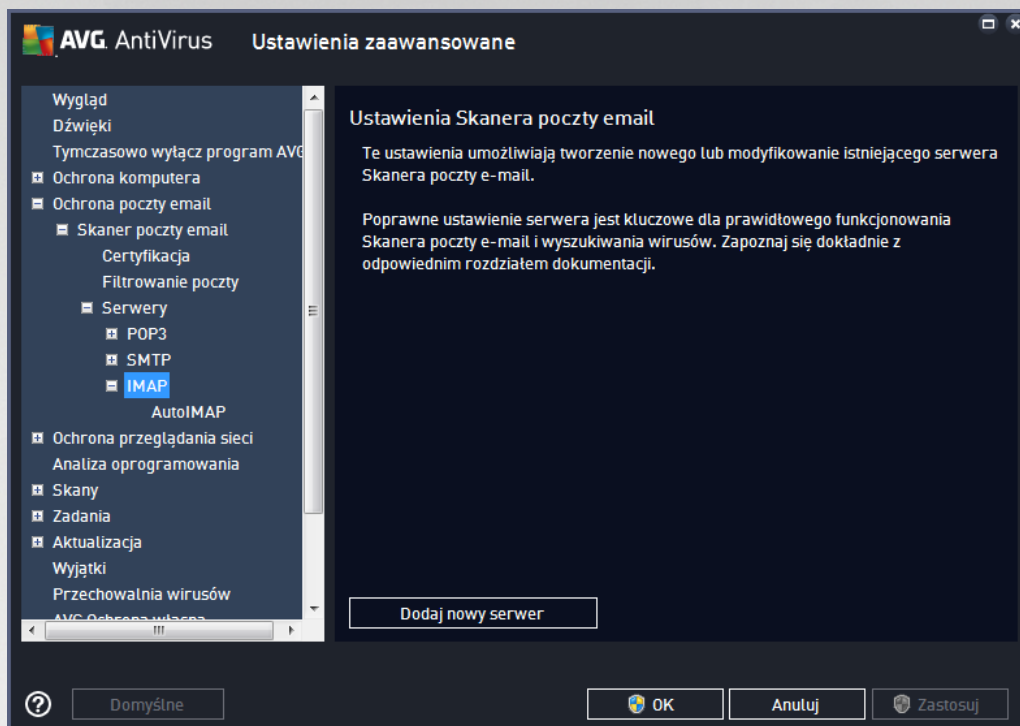 AVG. AntiVirus Ustawienia zaawansowane
Wygląd
Dźwięki
Tymczasowo wyłącz program AVG
Ochrona komputera
Ochrona poczty email
Skaner poczty email
Certyfikacja
Filtrowanie poczty
Serwery
POP3
SMTP
IMAP
AutoIMAP
Ochrona przeglądania sieci
Analiza oprogramowania
Skany
Zadania
Aktualizacja
Wyjątki
Przechowalnia wirusów
AVG Ochrona własna
Ustawienia Skanera poczty email
Te ustawienia umożliwiają tworzenie nowego lub modyfikowanie istniejącego serwera
Skanera poczty e-mail.
Poprawne ustawienie serwera jest kluczowe dla prawidłowego funkcjonowania
Skanera poczty e-mail i wyszukiwania wirusów. Zapoznaj się dokładnie z
odpowiednim rozdziałem dokumentacji.
Dodaj nowy serwer
Domyślne
OK
Anuluj
Zastosuj